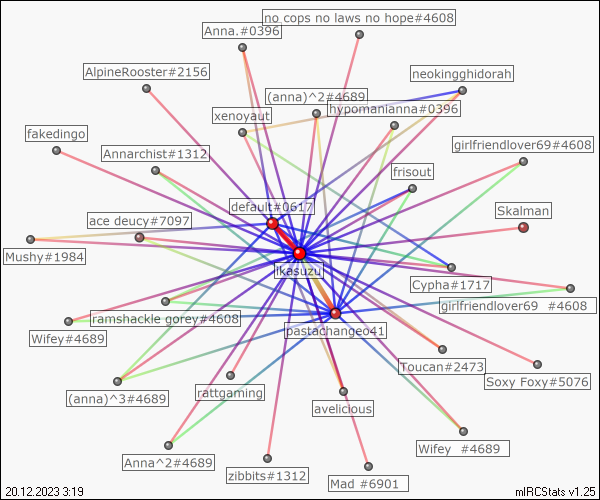 no cops no laws no hope#4608
Anna.#0396
AlpineRooster#2156
neokingghidorah
(anna)^2#4689
hypomanianna#0396
xenoyaut
fakedingo
girlfriendlover69#4608
Annarchist#1312
frisout
default#0617
Skalman
ace deucy#7097
Mushy#1984
ikasuzu
Cypha#1717
girlfriendlover69 #4608
ramshackle gorey#4608
Wifey#4689
pastachangeo41
Toucan#2473
Soxy Foxy#5076
(anna)^3#4689
rattgaming
avelicious
Wifey #4689
Anna^2#4689
zibbits#1312
Mad #6901
20.12.2023 3:19
mIRCStats v1.25